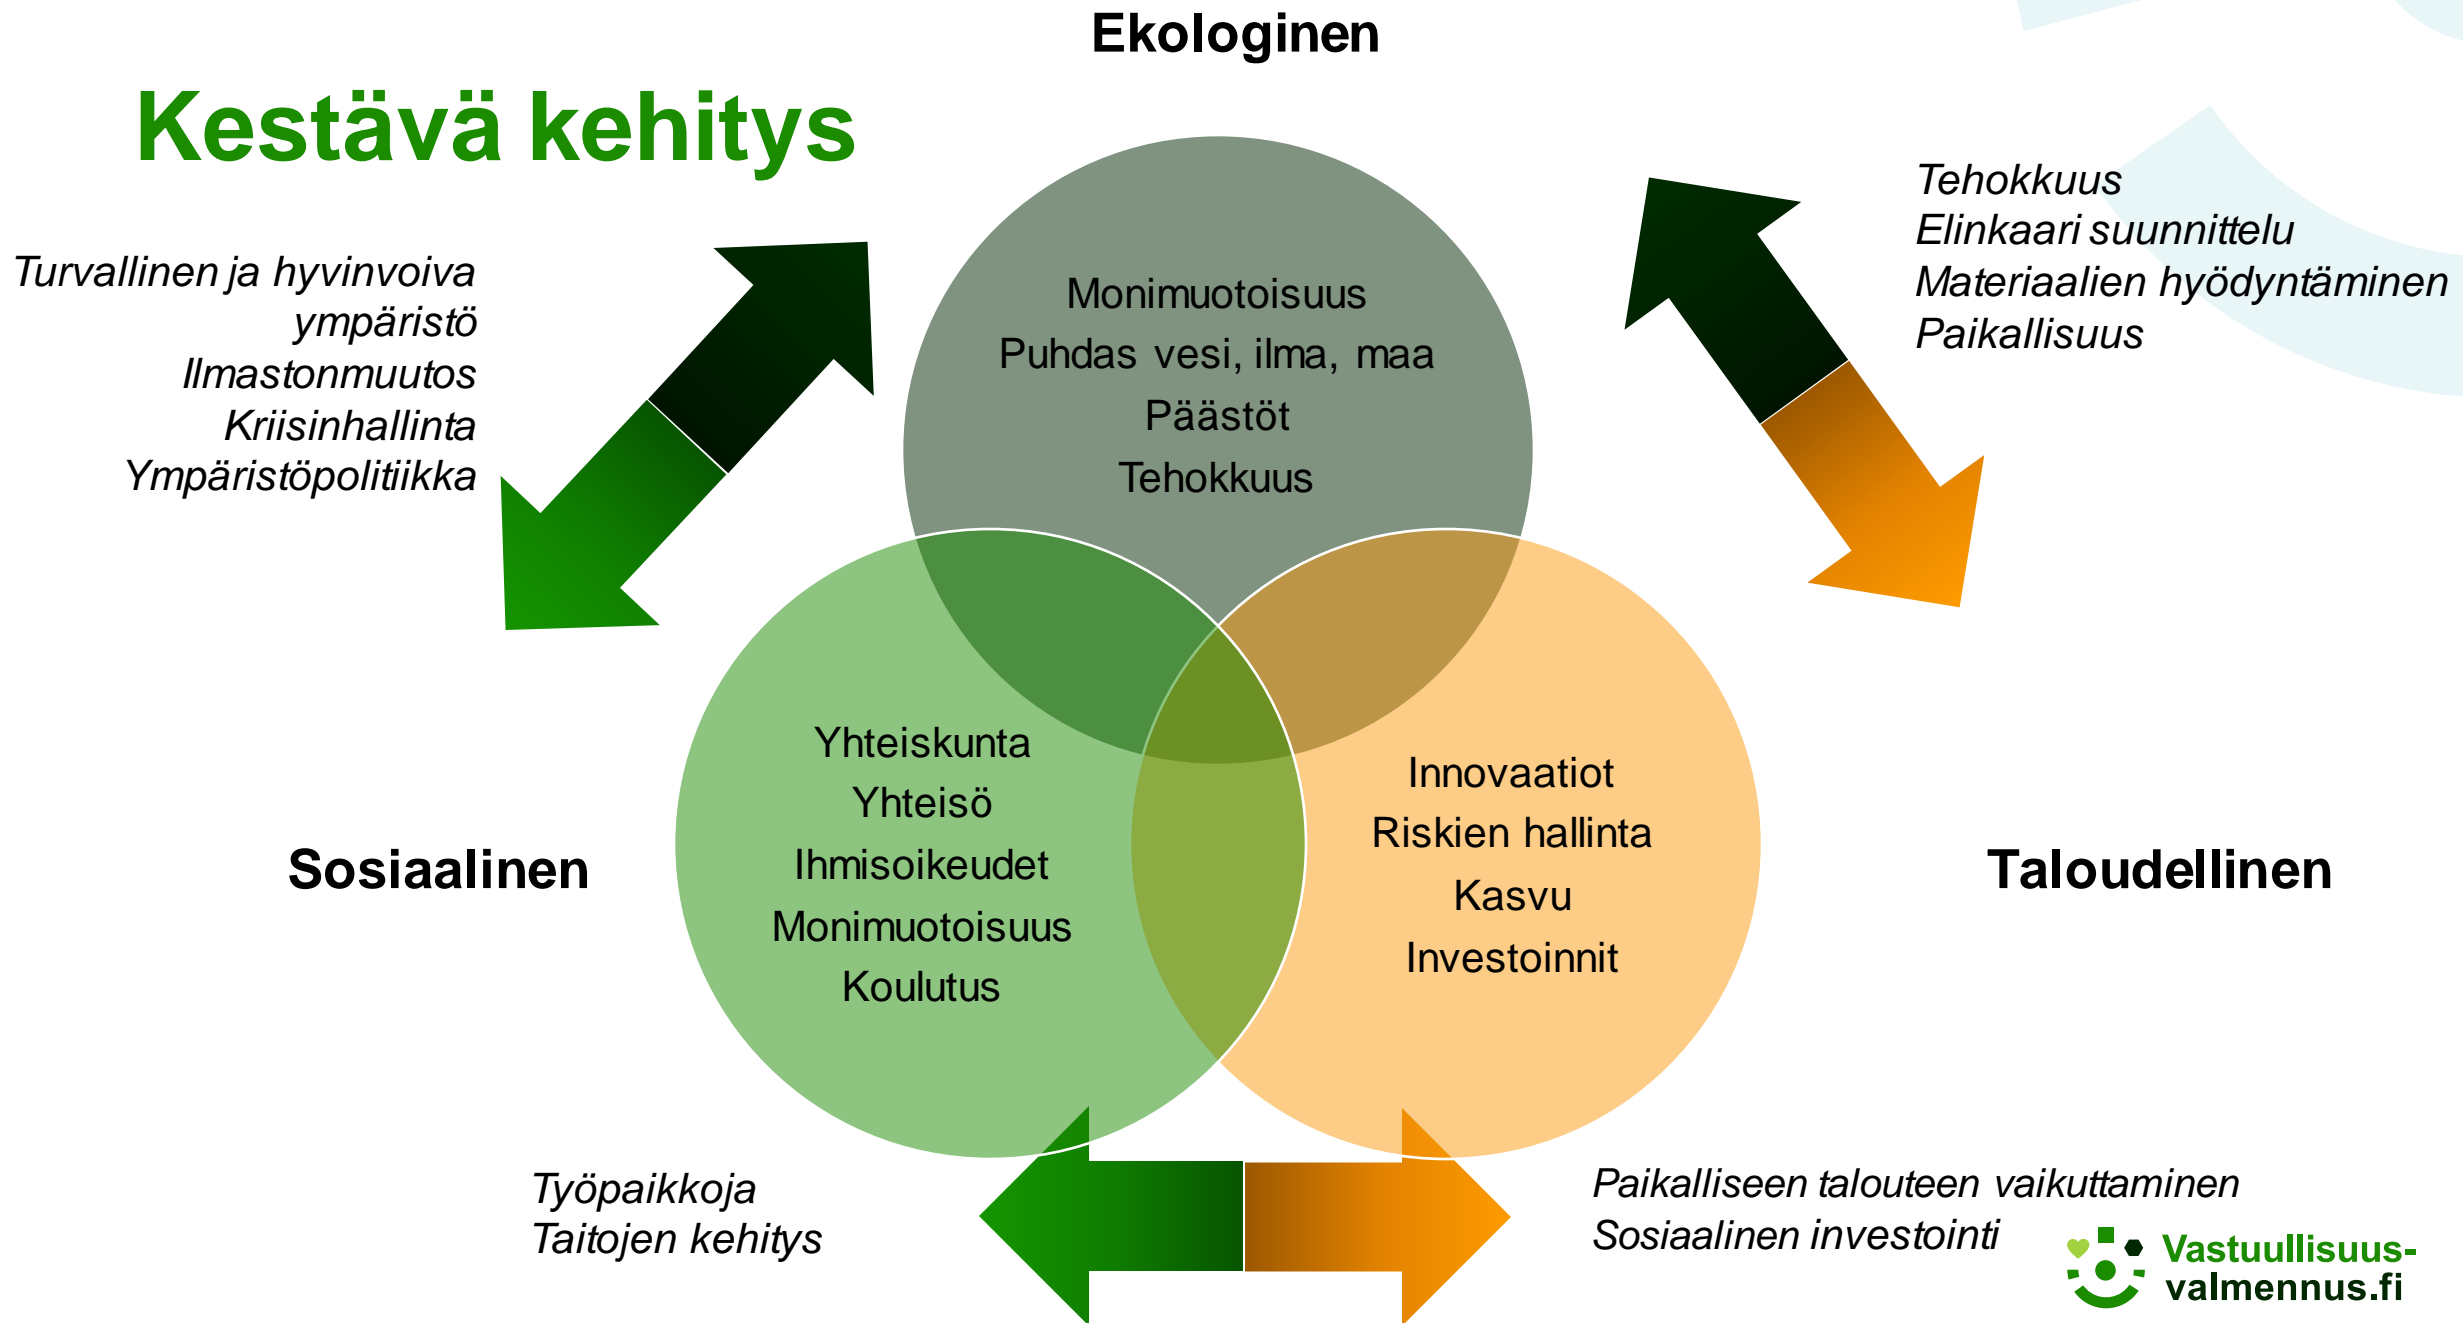 Ekologinen
Kestävä kehitys
Turvallinen ja hyvinvoiva
ympäristö
Ilmastonmuutos
Kriisinhallinta
Ympäristöpolitiikka
Monimuotoisuus
Puhdas vesi, ilma, maa
Päästöt
Tehokkuus
Tehokkuus
Elinkaari suunnittelu
Materiaalien hyödyntäminen
Paikallisuus
Sosiaalinen
Yhteiskunta
Yhteisö
Ihmisoikeudet
Monimuotoisuus
Koulutus
Innovaatiot
Riskien hallinta
Kasvu
Investoinnit
Taloudellinen
Työpaikkoja
Taitojen kehitys
Paikalliseen talouteen vaikuttaminen
Sosiaalinen investointi
Vastuullisuus-
valmennus.fi